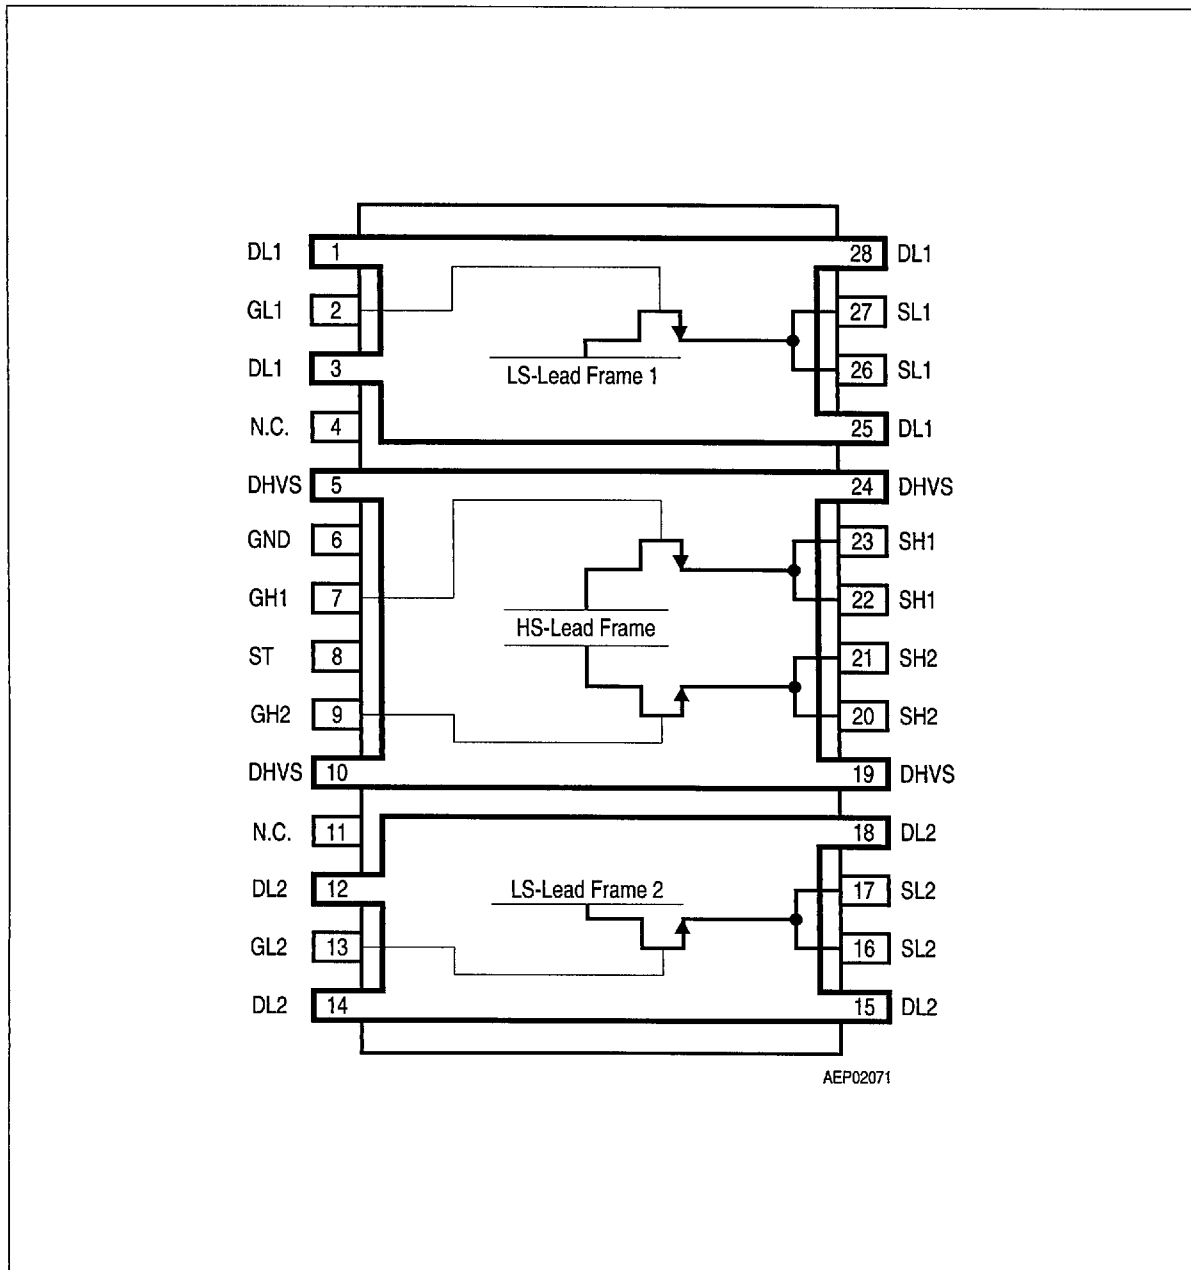 DL1 1 28 DL1
GL1 2 27 SL1
DL1 3 26 SL1
LS-Lead Frame 1
N.C. 4 25 DL1
DHVS 5 24 DHVS
GND 6 23 SH1
GH1 7 22 SH1
HS-Lead Frame
ST 8 21 SH2
GH2 9 20 SH2
DHVS 10 19 DHVS
N.C. 11 18 DL2
DL2 12 17 SL2
LS-Lead Frame 2
GL2 13 16 SL2
DL2 14 15 DL2
AEP02071